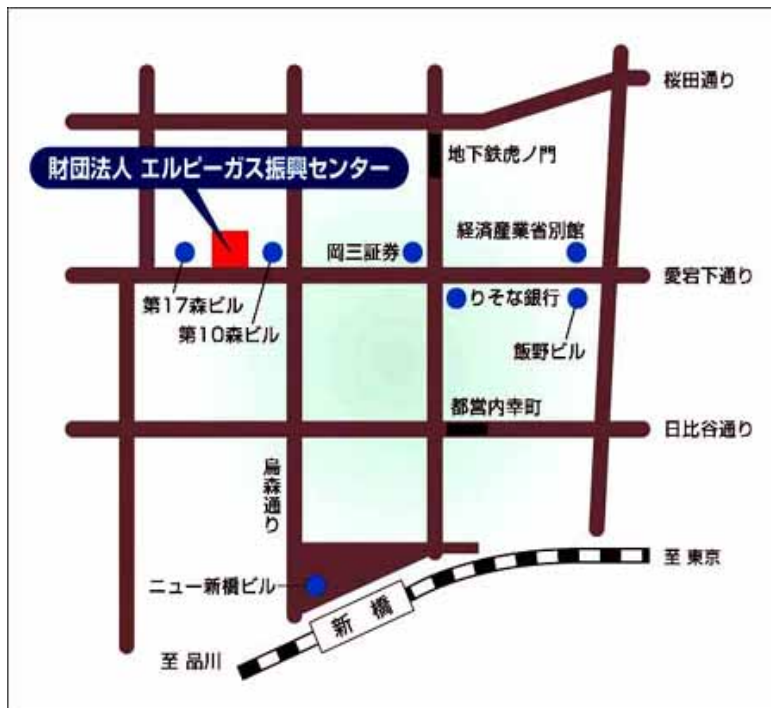 桜田通り
地下鉄虎ノ門
財団法人 エルピーガス振興センター
経済産業省別館
岡三証券
愛宕下通り
りそな銀行
第17森ビル
第10森ビル
飯野ビル
都営内幸町
日比谷通り
烏森通り
至 東京
ニュー新橋ビル
新橋
至 品川